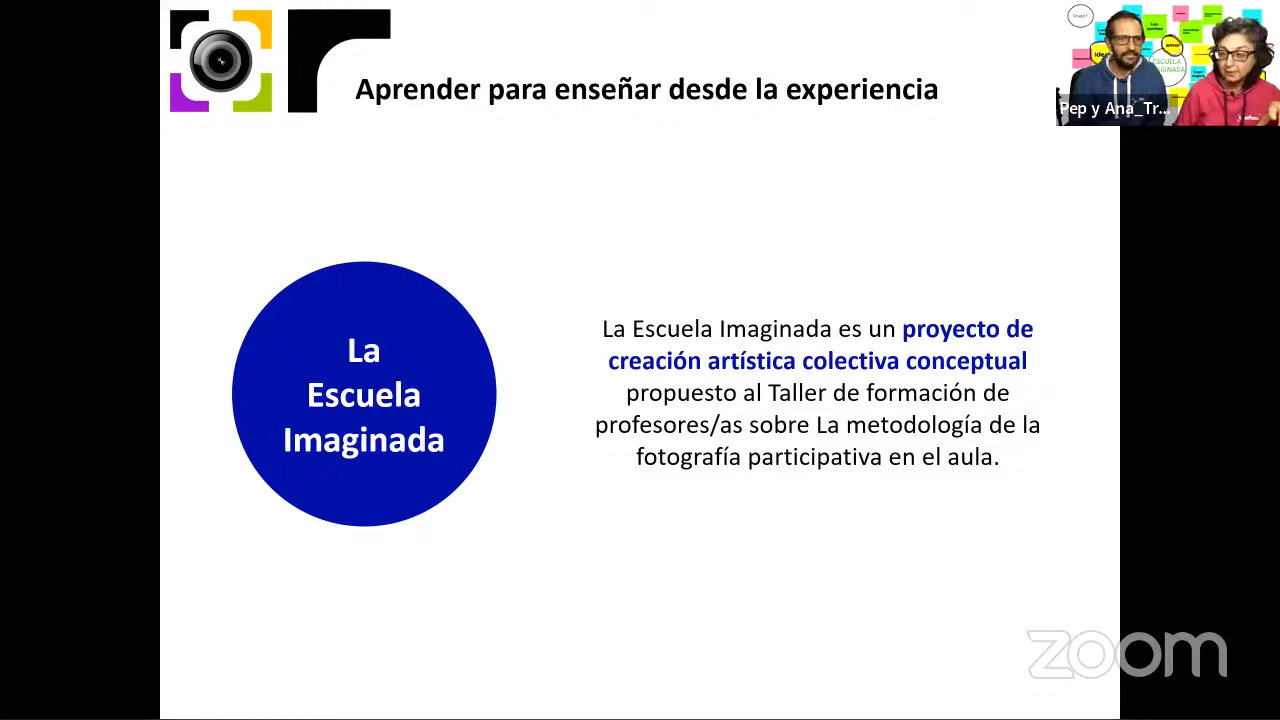 Aprender para enseñar desde la experiencia
Pep y Ana_Tr...
La
Escuela
Imaginada
La Escuela Imaginada es un proyecto de
creación artística colectiva conceptual
propuesto al Taller de formación de
profesores/as sobre La metodología de la
fotografía participativa en el aula.
zoom